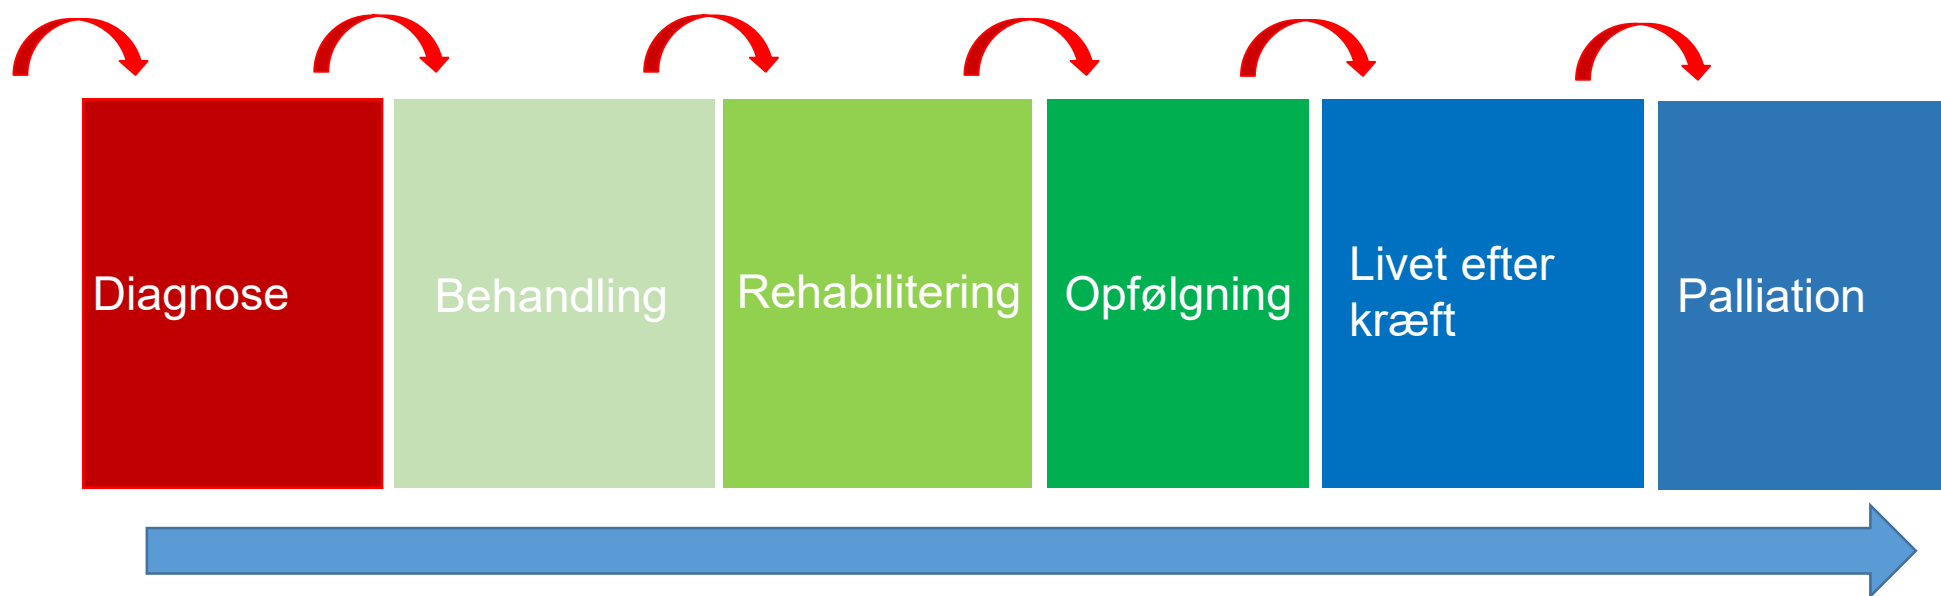 Diagnose
Behandling
Rehabilitering
Opfølgning
Livet efter
kræft
Palliation